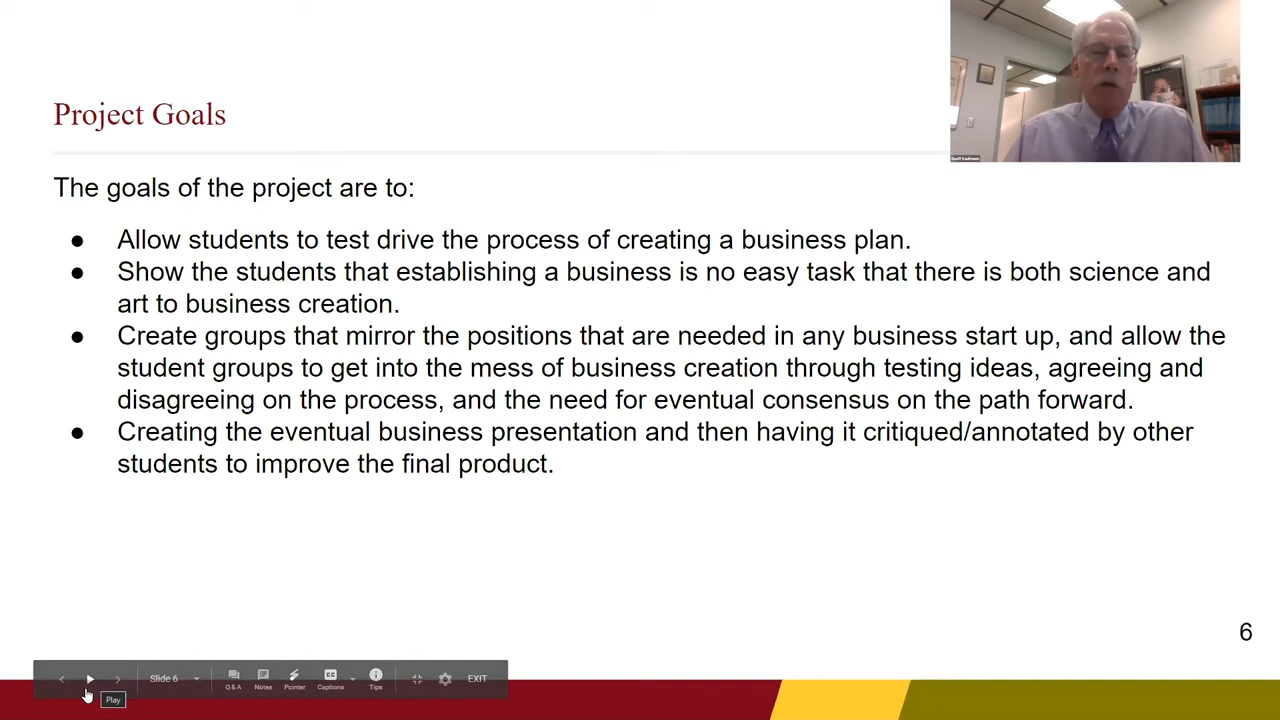 Project Goals
The goals of the project are to:
● Allow students to test drive the process of creating a business plan.
● Show the students that establishing a business is no easy task that there is both science and
art to business creation.
● Create groups that mirror the positions that are needed in any business start up, and allow the
student groups to get into the mess of business creation through testing ideas, agreeing and
disagreeing on the process, and the need for eventual consensus on the path forward.
● Creating the eventual business presentation and then having it critiqued/annotated by other
students to improve the final product.
6
Slide 6
Q & A Notes Pointer Captions Tips EXIT
Play